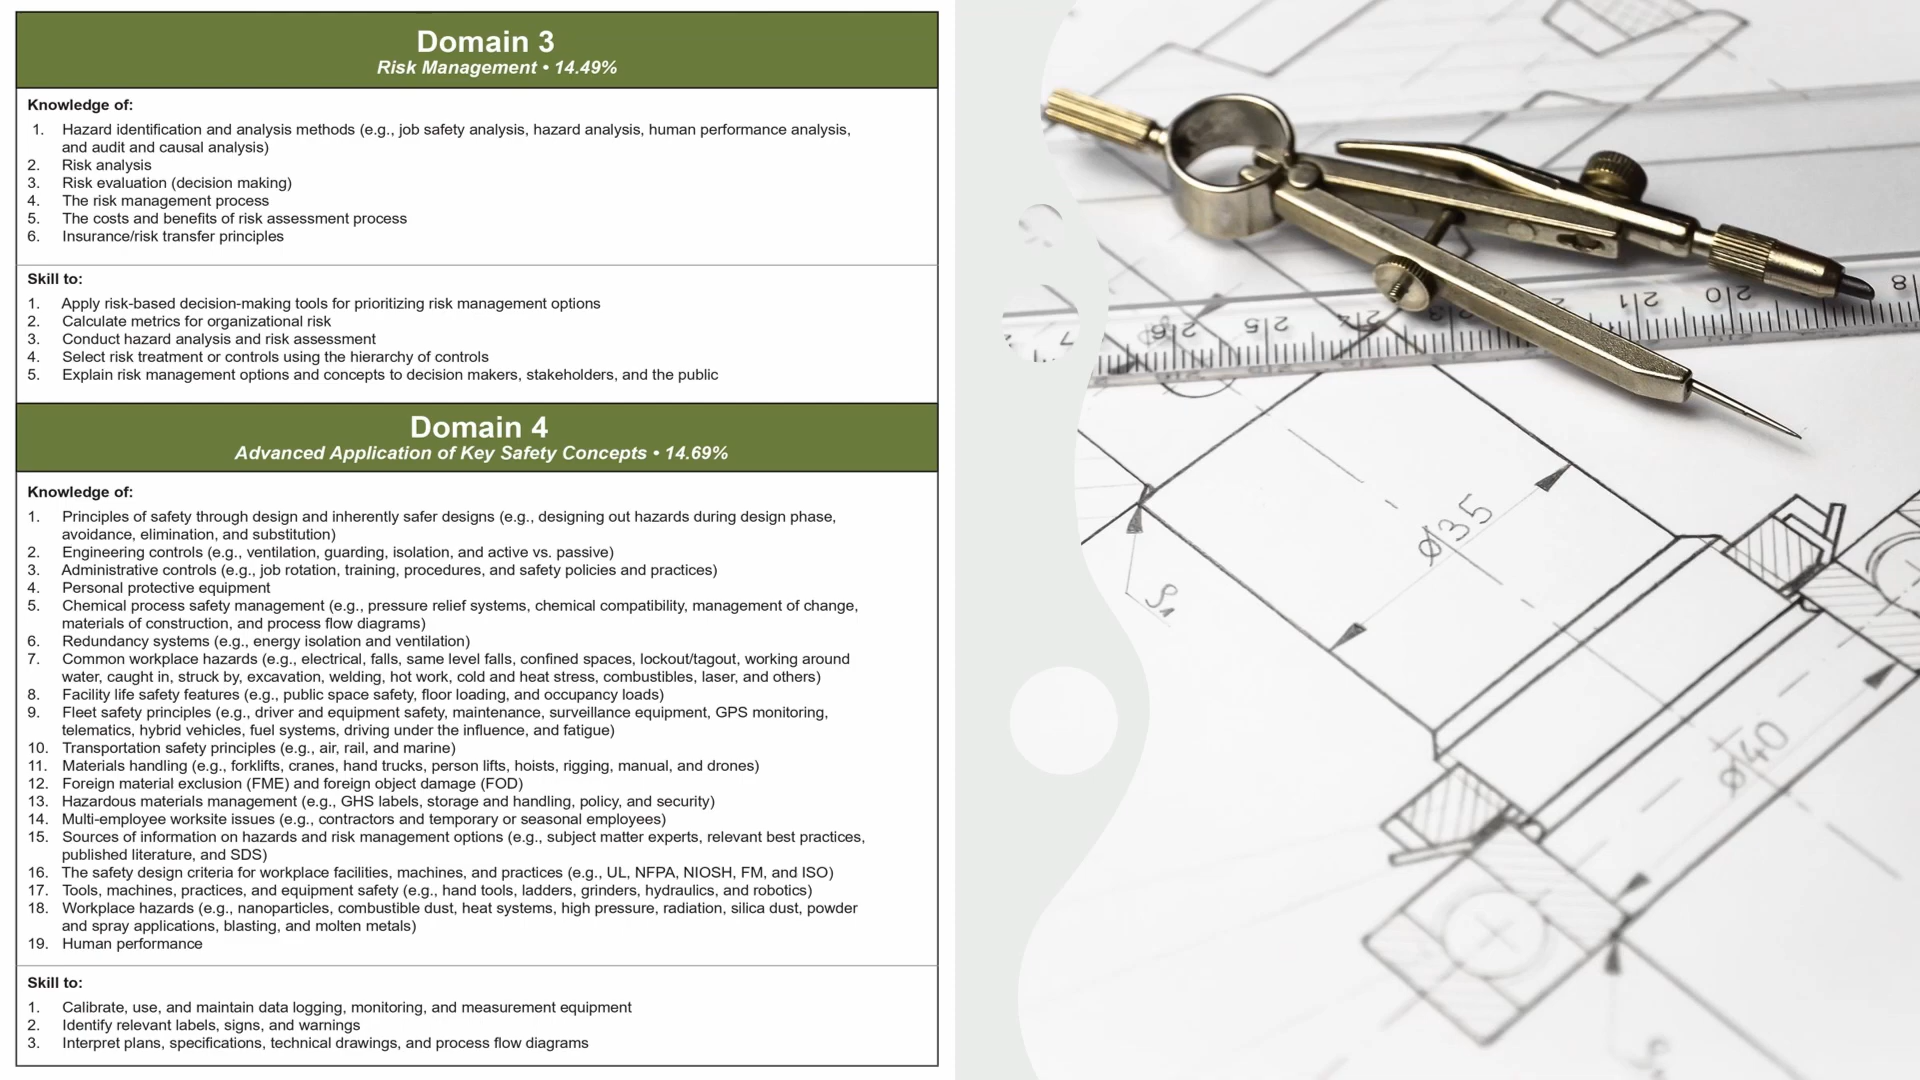 Domain 3
Risk Management • 14.49%
Knowledge of:
1. Hazard identification and analysis methods (e.g., job safety analysis, hazard analysis, human performance analysis,
and audit and causal analysis)
2. Risk analysis
3. Risk evaluation (decision making)
4. The risk management process
5. The costs and benefits of risk assessment process
6. Insurance/risk transfer principles
Skill to:
1. Apply risk-based decision-making tools for prioritizing risk management options
2. Calculate metrics for organizational risk
3. Conduct hazard analysis and risk assessment
4. Select risk treatment or controls using the hierarchy of controls
5. Explain risk management options and concepts to decision makers, stakeholders, and the public
Domain 4
Advanced Application of Key Safety Concepts • 14.69%
Knowledge of:
1. Principles of safety through design and inherently safer designs (e.g., designing out hazards during design phase,
avoidance, elimination, and substitution)
2. Engineering controls (e.g., ventilation, guarding, isolation, and active vs. passive)
3. Administrative controls (e.g., job rotation, training, procedures, and safety policies and practices)
4. Personal protective equipment
5. Chemical process safety management (e.g., pressure relief systems, chemical compatibility, management of change,
materials of construction, and process flow diagrams)
6. Redundancy systems (e.g., energy isolation and ventilation)
7. Common workplace hazards (e.g., electrical, falls, same level falls, confined spaces, lockout/tagout, working around
water, caught in, struck by, excavation, welding, hot work, cold and heat stress, combustibles, laser, and others)
8. Facility life safety features (e.g., public space safety, floor loading, and occupancy loads)
9. Fleet safety principles (e.g., driver and equipment safety, maintenance, surveillance equipment, GPS monitoring,
telematics, hybrid vehicles, fuel systems, driving under the influence, and fatigue)
10. Transportation safety principles (e.g., air, rail, and marine)
11. Materials handling (e.g., forklifts, cranes, hand trucks, person lifts, hoists, rigging, manual, and drones)
12. Foreign material exclusion (FME) and foreign object damage (FOD)
13. Hazardous materials management (e.g., GHS labels, storage and handling, policy, and security)
14. Multi-employee worksite issues (e.g., contractors and temporary or seasonal employees)
15. Sources of information on hazards and risk management options (e.g., subject matter experts, relevant best practices,
published literature, and SDS)
16. The safety design criteria for workplace facilities, machines, and practices (e.g., UL, NFPA, NIOSH, FM, and ISO)
17. Tools, machines, practices, and equipment safety (e.g., hand tools, ladders, grinders, hydraulics, and robotics)
18. Workplace hazards (e.g., nanoparticles, combustible dust, heat systems, high pressure, radiation, silica dust, powder
and spray applications, blasting, and molten metals)
19. Human performance
Skill to:
1. Calibrate, use, and maintain data logging, monitoring, and measurement equipment
2. Identify relevant labels, signs, and warnings
3. Interpret plans, specifications, technical drawings, and process flow diagrams
26 25 21 20
ø35
ø40